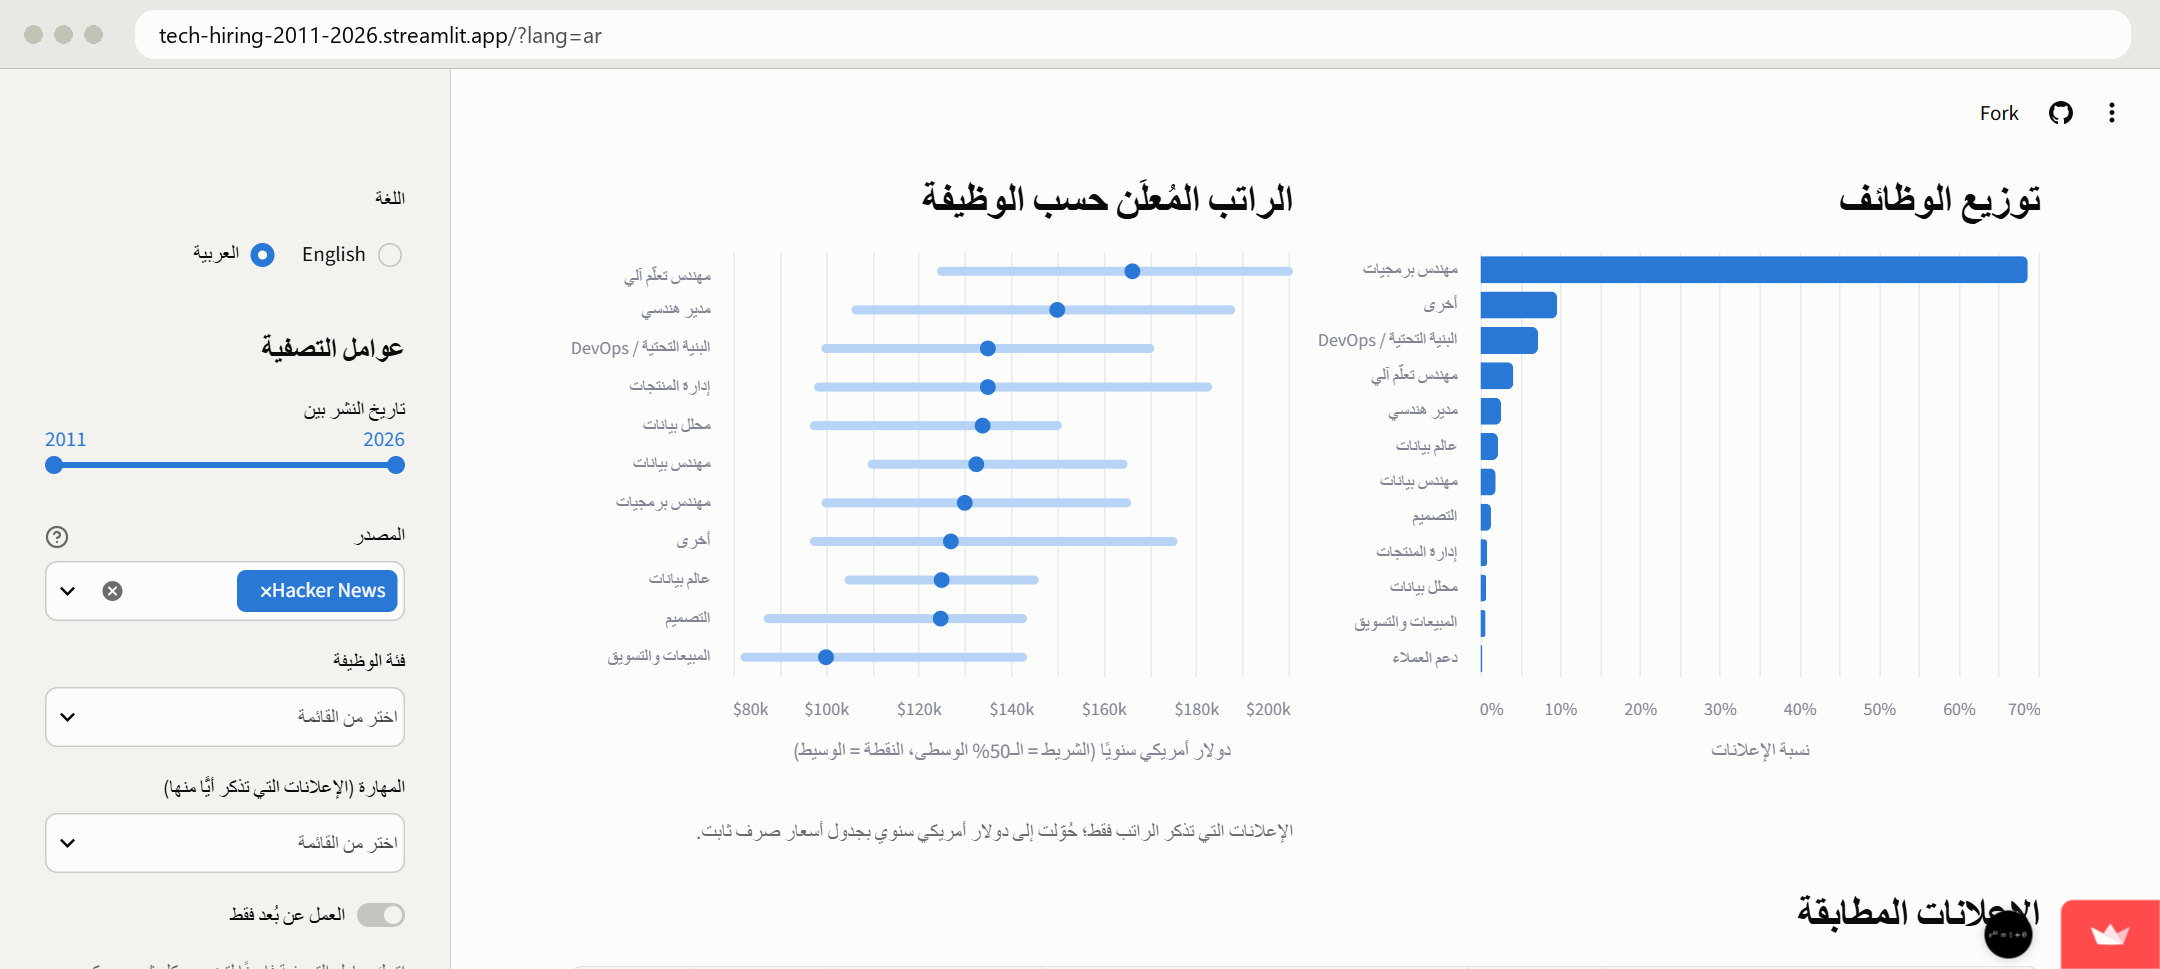 tech-hiring-2011-2026.streamlit.app/?lang=ar
Fork
اللغة
English
العربية
عوامل التصفية
تاريخ النشر بين
2011
2026
المصدر
Hacker News×
فئة الوظيفة
اختر من القائمة
المهارة (الإعلانات التي تذكر أيًّا منها)
اختر من القائمة
العمل عن بُعد فقط
توزيع الوظائف
مهندس برمجيات
أخرى
البنية التحتية / DevOps
مهندس تعلّم آلي
مدير هندسي
عالم بيانات
مهندس بيانات
التصميم
إدارة المنتجات
محلل بيانات
المبيعات والتسويق
دعم العملاء
0% 10% 20% 30% 40% 50% 60% 70%
نسبة الإعلانات
الراتب المُعلَن حسب الوظيفة
مهندس تعلّم آلي
مدير هندسي
البنية التحتية / DevOps
إدارة المنتجات
محلل بيانات
مهندس بيانات
مهندس برمجيات
أخرى
عالم بيانات
التصميم
المبيعات والتسويق
$80k $100k $120k $140k $160k $180k $200k
دولار أمريكي سنويًا (الشريط = الـ50% الوسطى، النقطة = الوسيط)
الإعلانات التي تذكر الراتب فقط؛ حُوّلت إلى دولار أمريكي سنوي بجدول أسعار صرف ثابت.
الإعلانات المطابقة